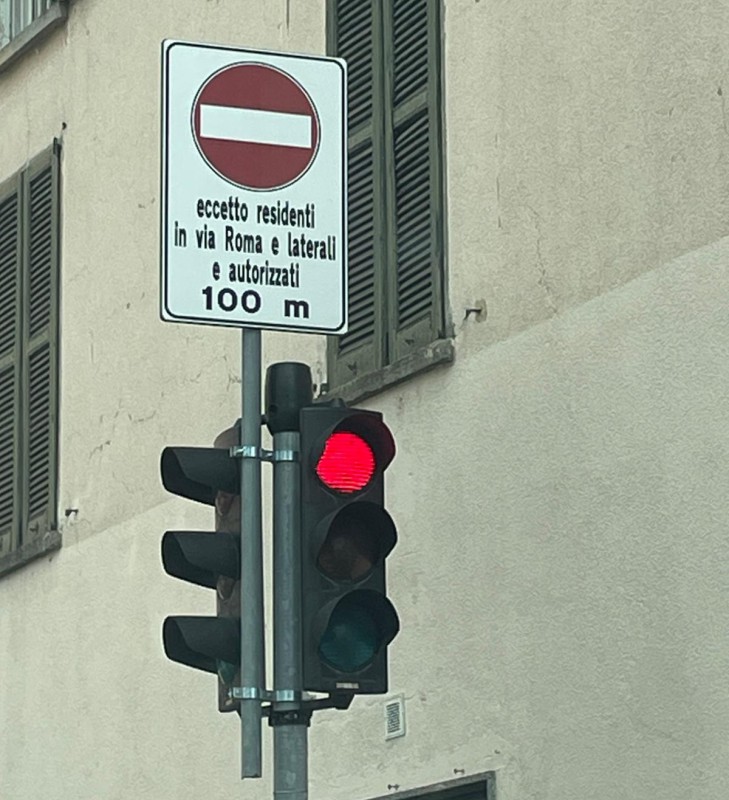 eccetto residenti
in via Roma e laterali
e autorizzati
100 m